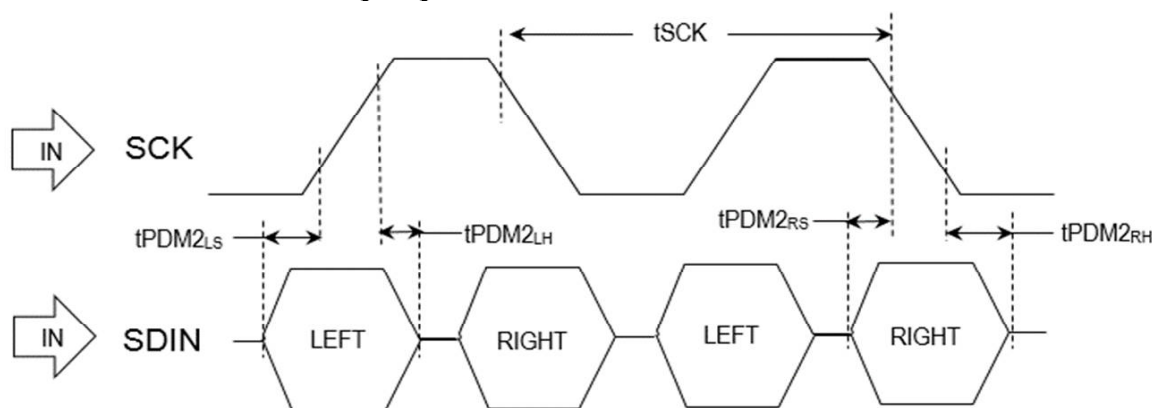 tSCK
IN
SCK
tPDM2LS
tPDM2LH
tPDM2RS
tPDM2RH
IN
SDIN
LEFT
RIGHT
LEFT
RIGHT